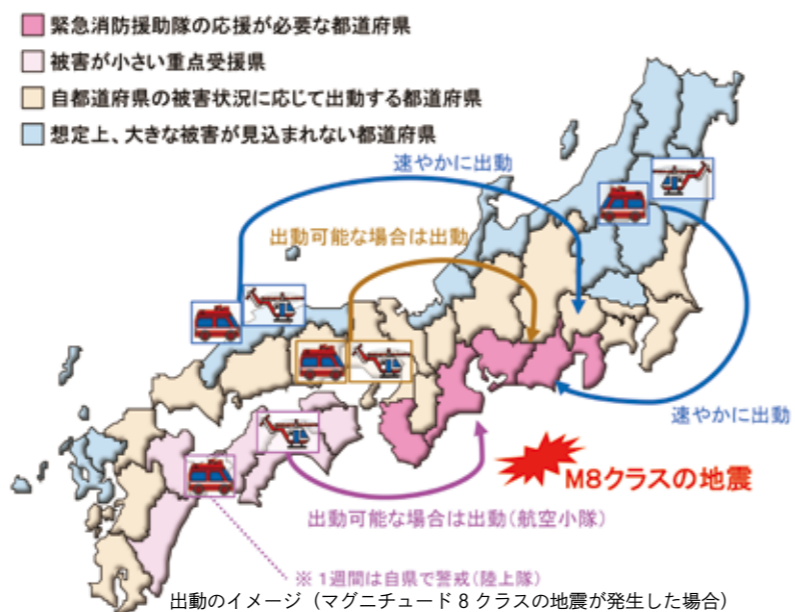 緊急消防援助隊の応援が必要な都道府県
被害が小さい重点受援県
自都道府県の被害状況に応じて出動する都道府県
想定上、大きな被害が見込まれない都道府県
速やかに出動
出動可能な場合は出動
速やかに出動
M8クラスの地震
出動可能な場合は出動(航空小隊)
※ 1週間は自県で警戒(陸上隊)
出動のイメージ（マグニチュード8クラスの地震が発生した場合）